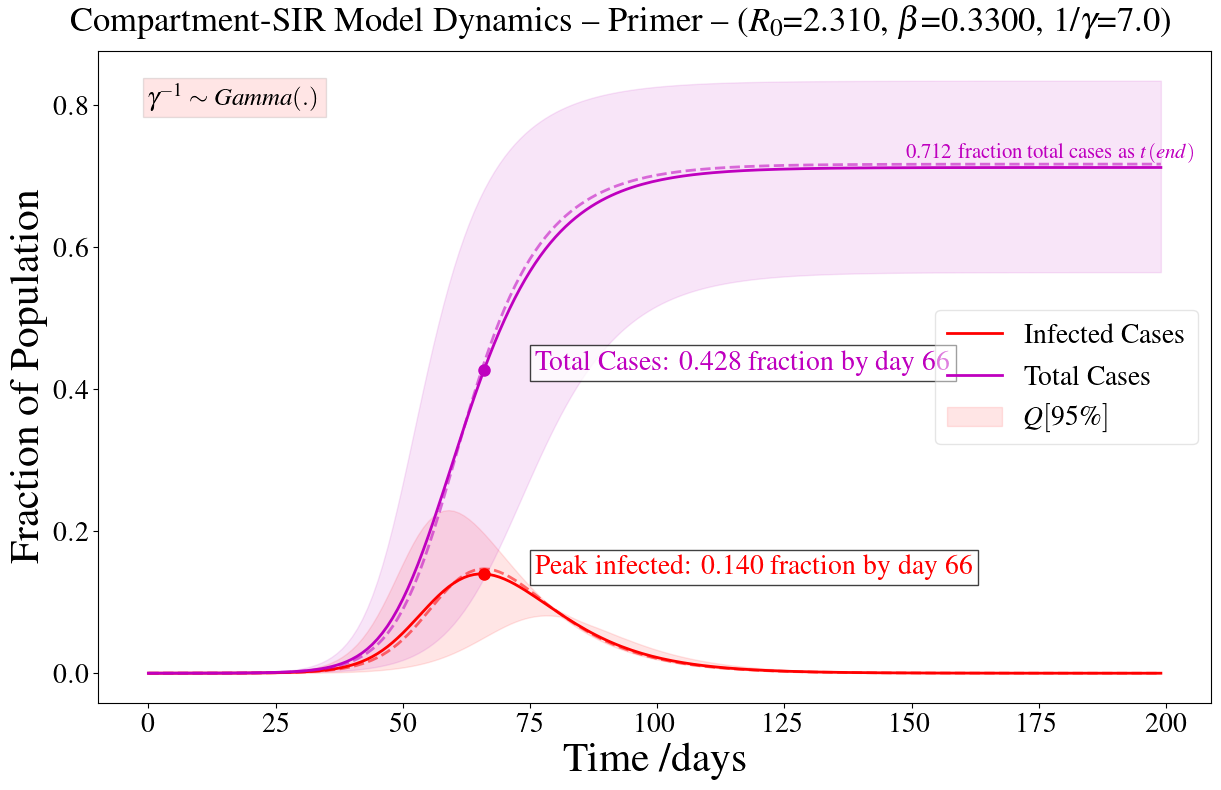 Compartment-SIR Model Dynamics – Primer – (R₀=2.310, β=0.3300, 1/γ=7.0)
γ⁻¹ ∼ Gamma(.)
0.712 fraction total cases as t(end)
Total Cases: 0.428 fraction by day 66
Peak infected: 0.140 fraction by day 66
Infected Cases
Total Cases
Q[95%]
Fraction of Population
0.8
0.6
0.4
0.2
0.0
0 25 50 75 100 125 150 175 200
Time /days